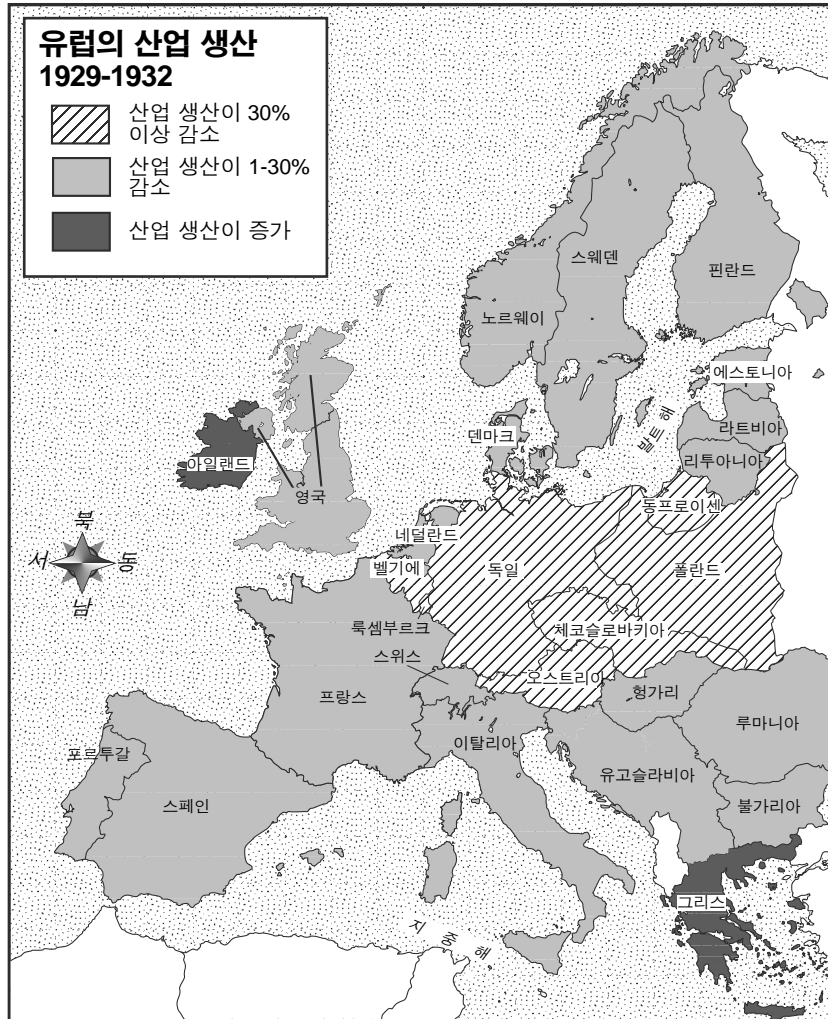 유럽의 산업 생산
1929-1932
산업 생산이 30%
이상 감소
산업 생산이 1-30%
감소
산업 생산이 증가
스웨덴
핀란드
노르웨이
에스토니아
발트 해
라트비아
덴마크
리투아니아
아일랜드
영국
동프로이센
네덜란드
벨기에
독일
폴란드
북
서
동
남
룩셈부르크
체코슬로바키아
스위스
오스트리아
헝가리
프랑스
루마니아
이탈리아
포르투갈
유고슬라비아
스페인
불가리아
그리스
지중해